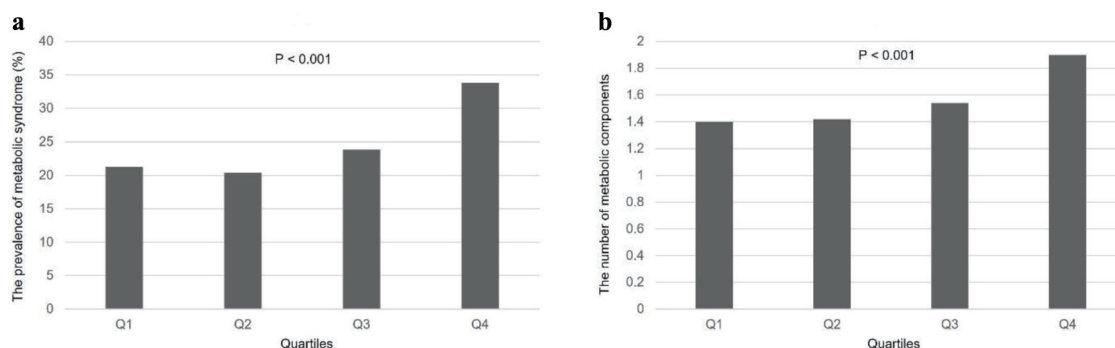 a
P < 0.001
The prevalence of metabolic syndrome (%)
40
35
30
25
20
15
10
5
0
Q1 Q2 Q3 Q4
Quartiles
b
P < 0.001
The number of metabolic components
2
1.8
1.6
1.4
1.2
1
0.8
0.6
0.4
0.2
0
Q1 Q2 Q3 Q4
Quartiles